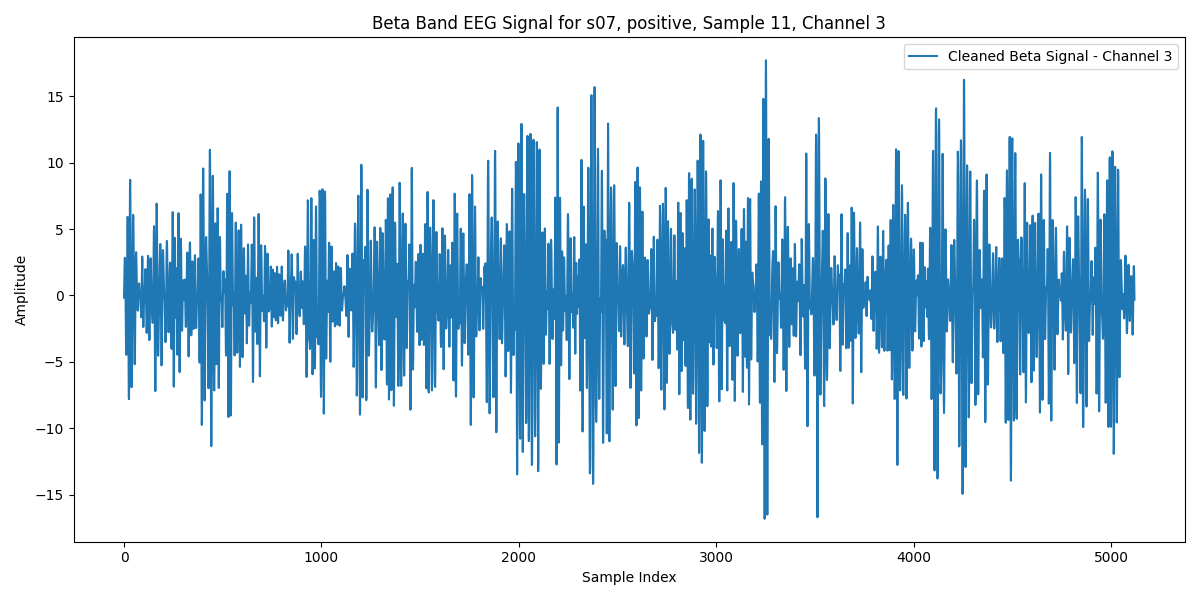 Beta Band EEG Signal for s07, positive, Sample 11, Channel 3
Cleaned Beta Signal - Channel 3
Amplitude
15
10
5
0
−5
−10
−15
0 1000 2000 3000 4000 5000
Sample Index